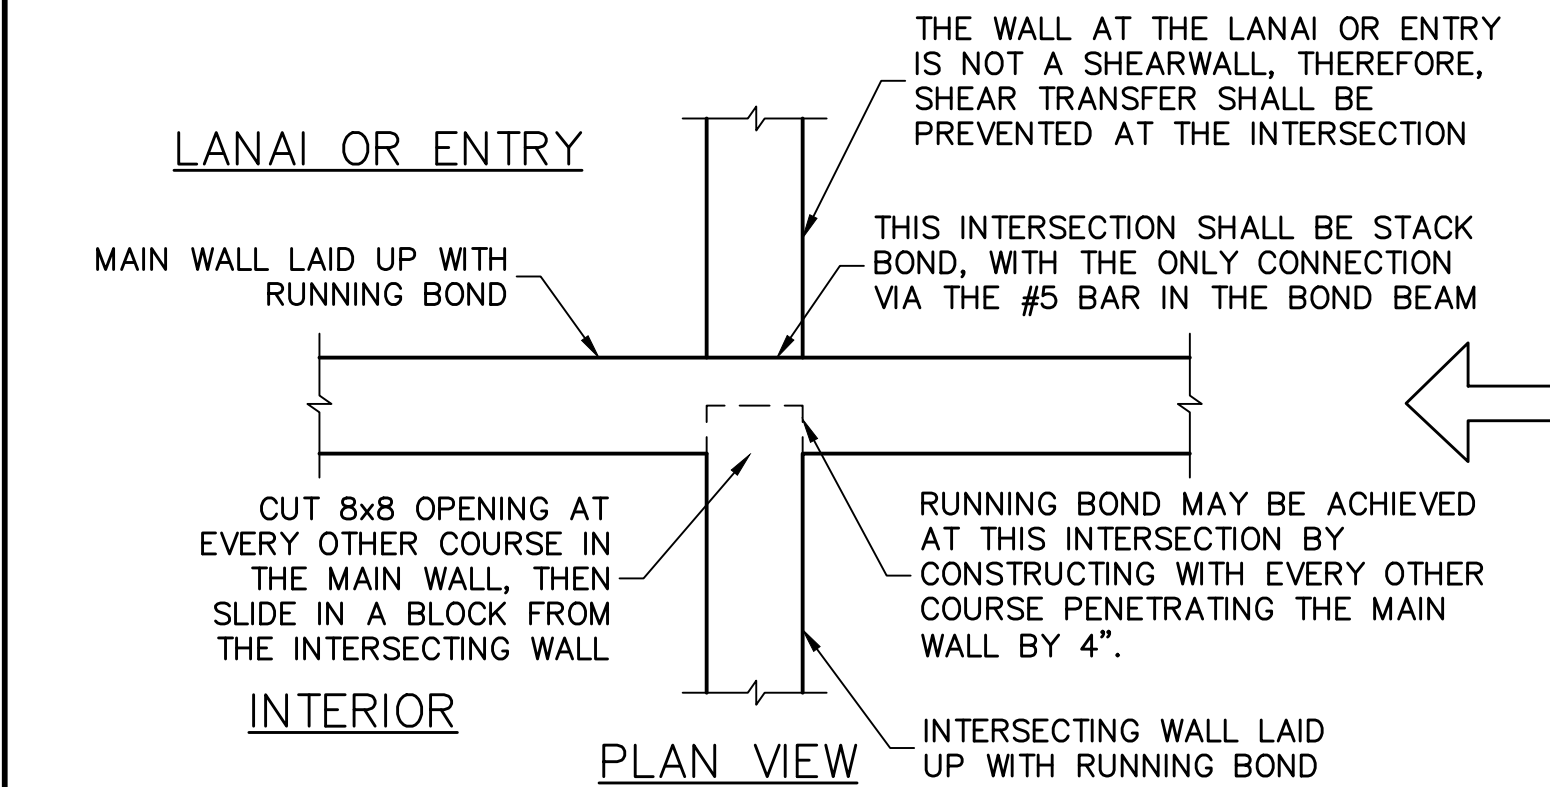 THE WALL AT THE LANAI OR ENTRY
IS NOT A SHEARWALL, THEREFORE,
SHEAR TRANSFER SHALL BE
PREVENTED AT THE INTERSECTION
LANAI OR ENTRY
MAIN WALL LAID UP WITH
RUNNING BOND
THIS INTERSECTION SHALL BE STACK
BOND, WITH THE ONLY CONNECTION
VIA THE #5 BAR IN THE BOND BEAM
CUT 8x8 OPENING AT
EVERY OTHER COURSE IN
THE MAIN WALL, THEN
SLIDE IN A BLOCK FROM
THE INTERSECTING WALL
RUNNING BOND MAY BE ACHIEVED
AT THIS INTERSECTION BY
CONSTRUCTING WITH EVERY OTHER
COURSE PENETRATING THE MAIN
WALL BY 4”.
INTERIOR
INTERSECTING WALL LAID
UP WITH RUNNING BOND
PLAN VIEW